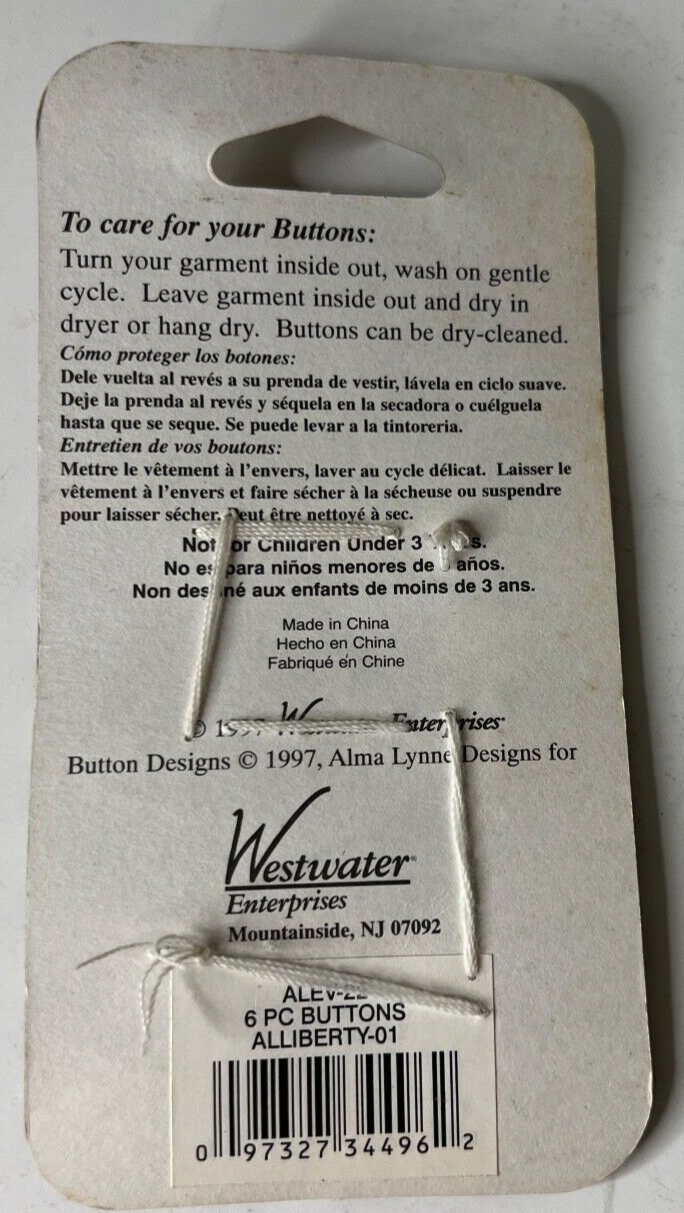 To care for your Buttons:
Turn your garment inside out, wash on gentle
cycle. Leave garment inside out and dry in
dryer or hang dry. Buttons can be dry-cleaned.
Cómo proteger los botones:
Dele vuelta al revés a su prenda de vestir, lávela en ciclo suave.
Deje la prenda al revés y séquela en la secadora o cuélguela
hasta que se seque. Se puede levar a la tintoreria.
Entretien de vos boutons:
Mettre le vêtement à l'envers, laver au cycle délicat. Laisser le
vêtement à l'envers et faire sécher à la sécheuse ou suspendre
pour laisser sécher. Peut être nettoyé à sec.
Not for Children Under 3
No es para niños menores de años.
Non destiné aux enfants de moins de 3 ans.
Made in China
Hecho en China
Fabriqué en Chine
© 1997 Enterprises
Button Designs © 1997, Alma Lynne Designs for
Westwater
Enterprises
Mountainside, NJ 07092
6 PC BUTTONS
ALLIBERTY-01
0 97327 34496 2